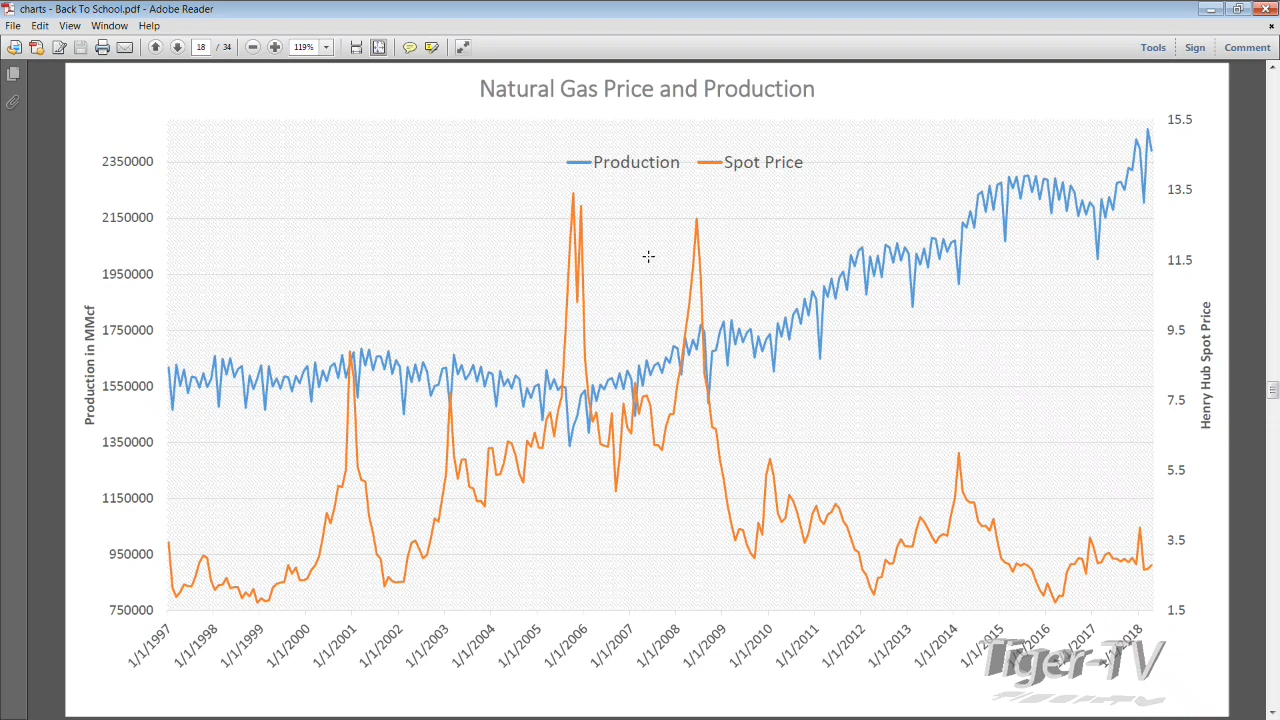 charts - Back To School.pdf - Adobe Reader
File Edit View Window Help
18 / 34 119% Tools Sign Comment
Natural Gas Price and Production
Production Spot Price
Production in MMcf
2350000
2150000
1950000
1750000
1550000
1350000
1150000
950000
750000
15.5
13.5
11.5
9.5
7.5
5.5
3.5
1.5
Henry Hub Spot Price
1/1/1997 1/1/1998 1/1/1999 1/1/2000 1/1/2001 1/1/2002 1/1/2003 1/1/2004 1/1/2005 1/1/2006 1/1/2007 1/1/2008 1/1/2009 1/1/2010 1/1/2011 1/1/2012 1/1/2013 1/1/2014 1/1/2015 1/1/2016 1/1/2017 1/1/2018
Tiger-TV